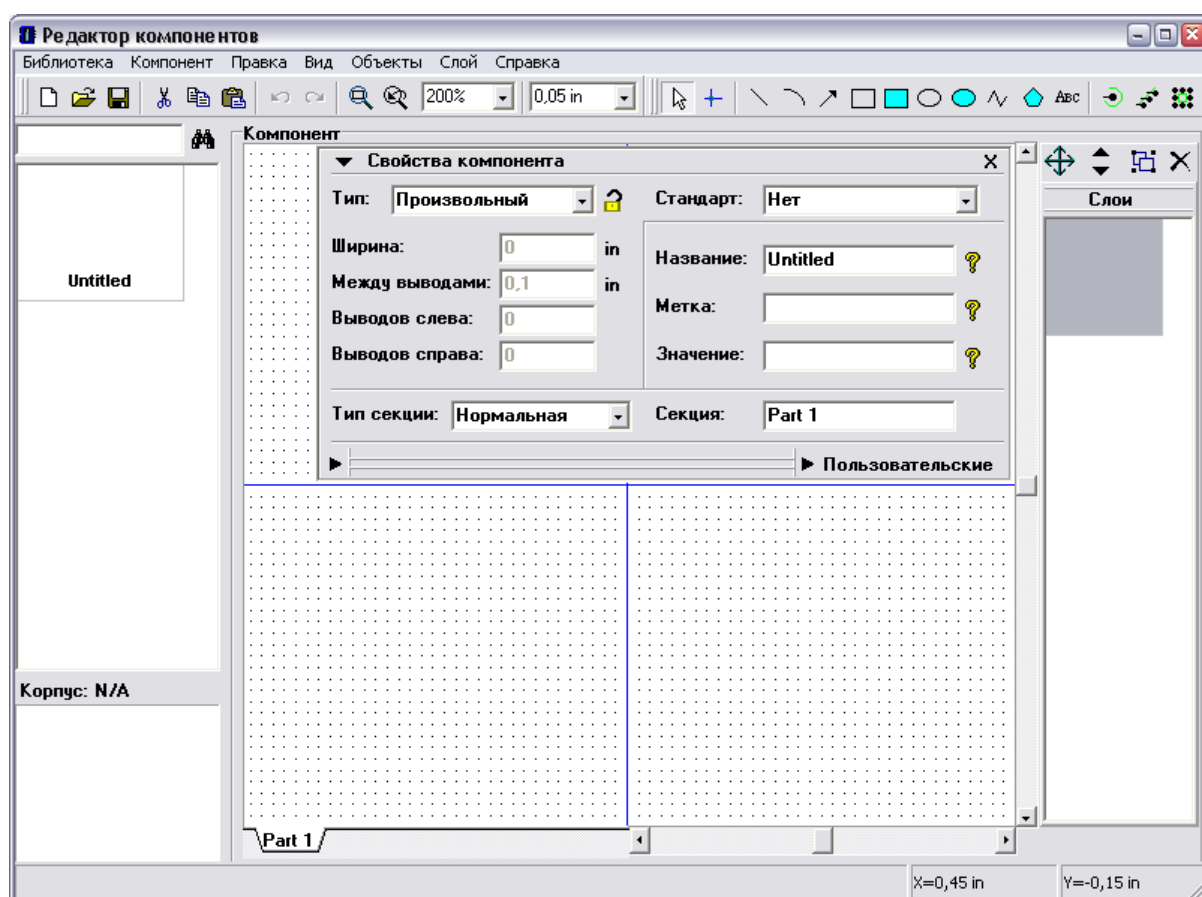 Редактор компонентов
Библиотека Компонент Правка Вид Объекты Слой Справка
200% 0,05 in ABC
Компонент
Свойства компонента X
Слои
Тип: Произвольный Стандарт: Нет
Ширина: 0 in
Название: Untitled
Между выводами: 0,1 in
Untitled
Метка:
Выводов слева: 0
Выводов справа: 0
Значение:
Тип секции: Нормальная Секция: Part 1
Пользовательские
Корпус: N/A
Part 1
X=0,45 in Y=-0,15 in